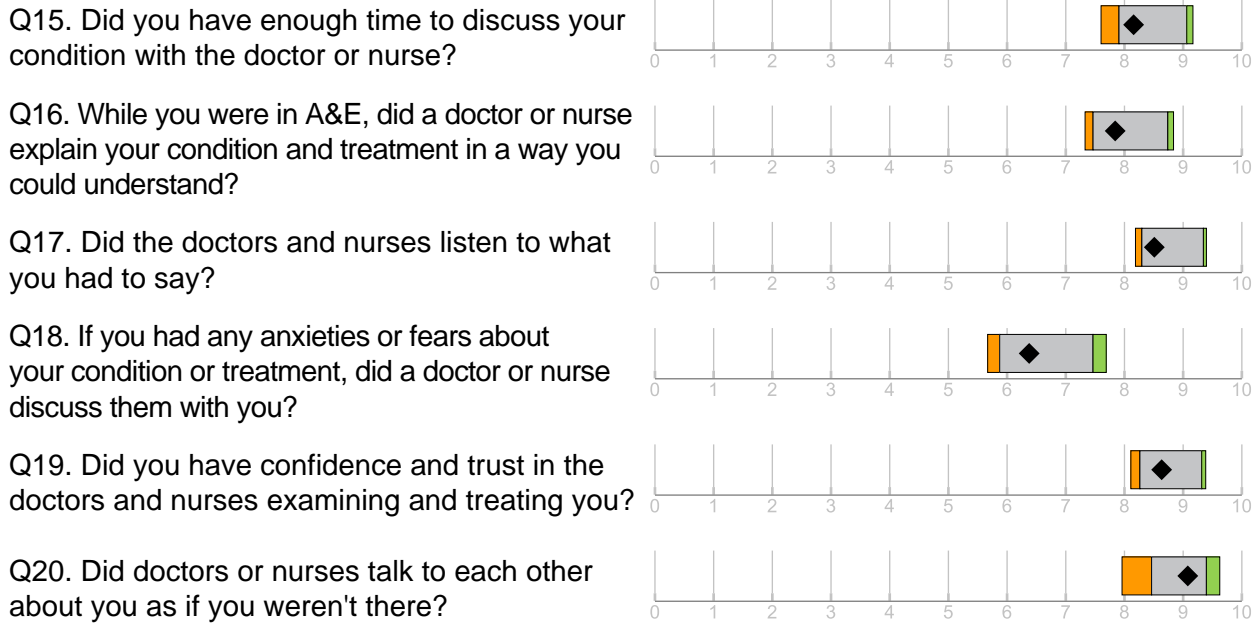 Q15. Did you have enough time to discuss your
condition with the doctor or nurse?
0 1 2 3 4 5 6 7 8 9 10
Q16. While you were in A&E, did a doctor or nurse
explain your condition and treatment in a way you
could understand?
0 1 2 3 4 5 6 7 8 9 10
Q17. Did the doctors and nurses listen to what
you had to say?
0 1 2 3 4 5 6 7 8 9 10
Q18. If you had any anxieties or fears about
your condition or treatment, did a doctor or nurse
discuss them with you?
0 1 2 3 4 5 6 7 8 9 10
Q19. Did you have confidence and trust in the
doctors and nurses examining and treating you?
0 1 2 3 4 5 6 7 8 9 10
Q20. Did doctors or nurses talk to each other
about you as if you weren't there?
0 1 2 3 4 5 6 7 8 9 10